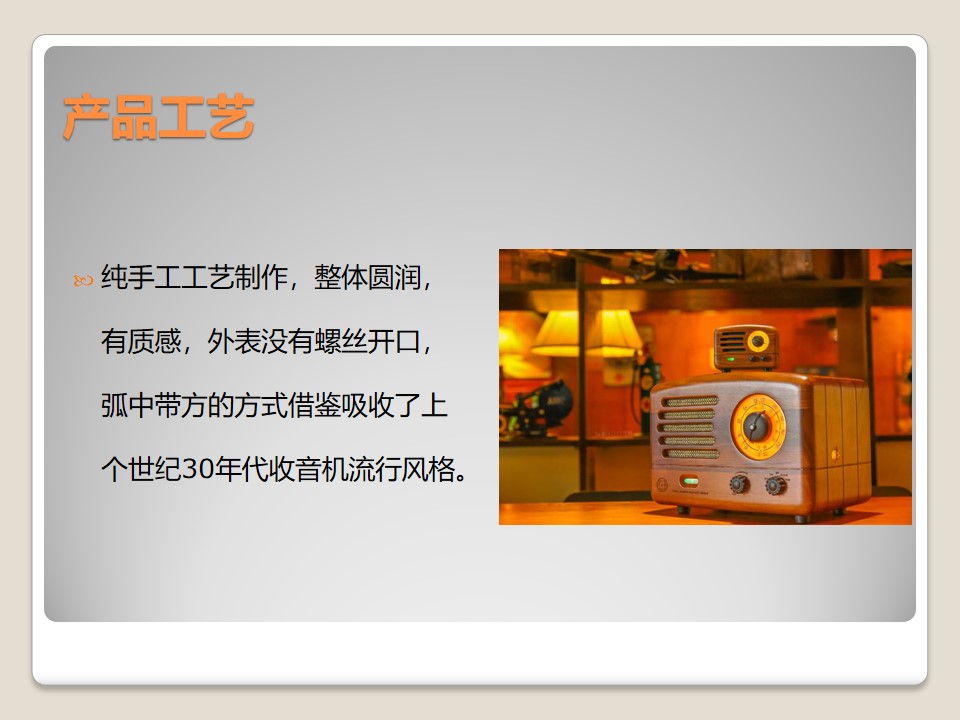 产品工艺
纯手工工艺制作，整体圆润，
有质感，外表没有螺丝开口，
弧中带方的方式借鉴吸收了上
个世纪30年代收音机流行风格。